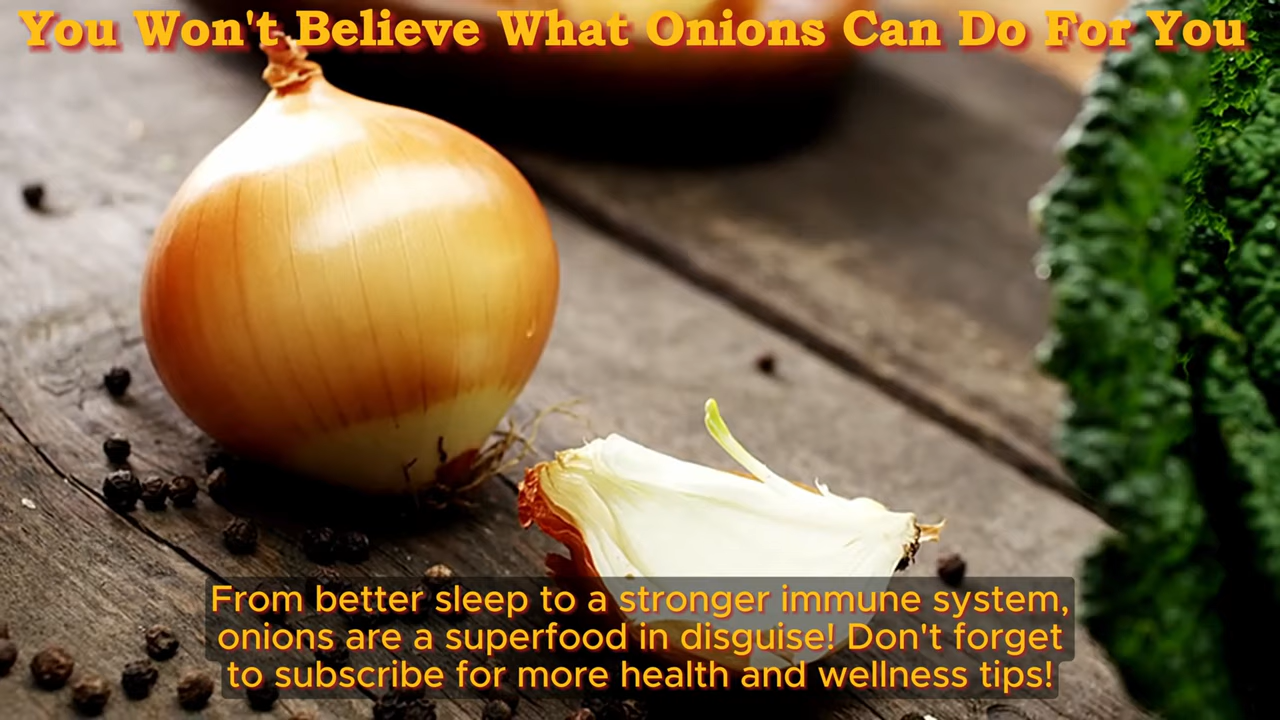 You Won't Believe What Onions Can Do For You
From better sleep to a stronger immune system,
onions are a superfood in disguise! Don't forget
to subscribe for more health and wellness tips!